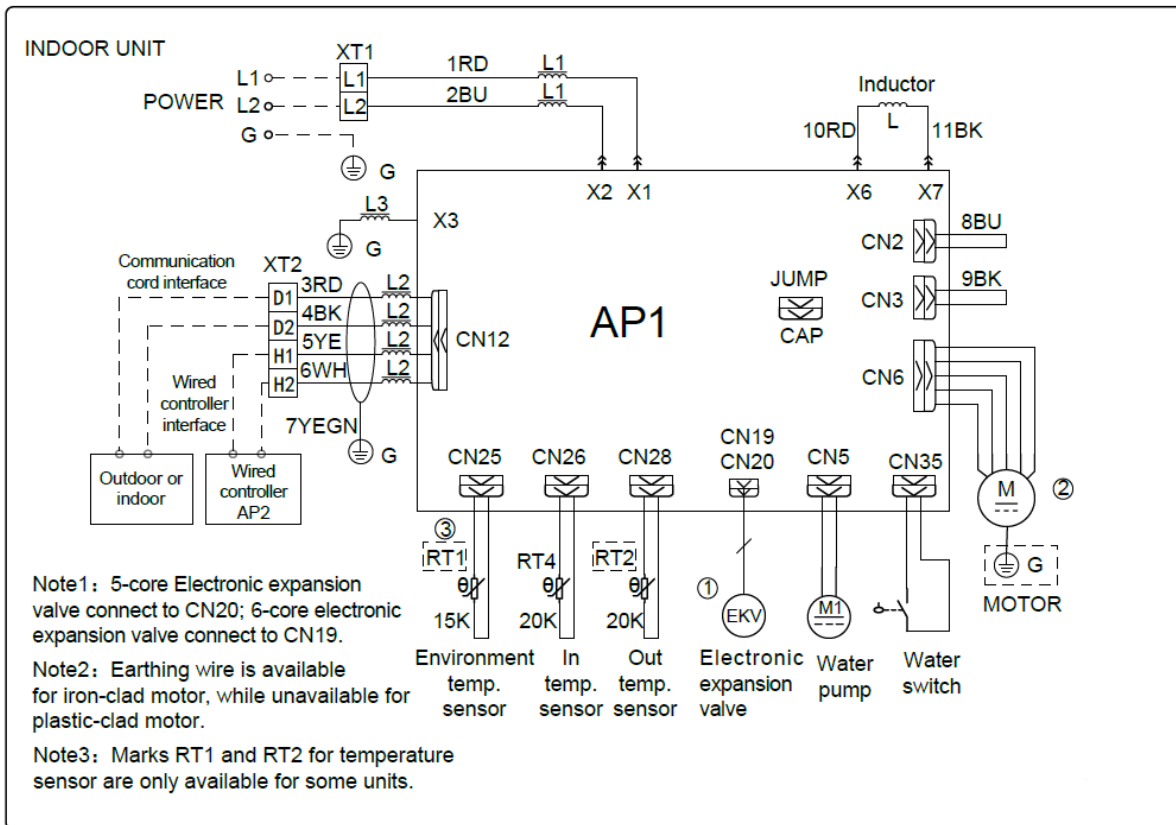 INDOOR UNIT
XT1
L1 L1 1RD L1
POWER L2 L2 2BU L1
G
G
Inductor
L
10RD 11BK
X2 X1 X6 X7
L3 X3
G
CN2 8BU
Communication
cord interface
XT2
D1 3RD L2
D2 4BK L2
H1 5YE L2
H2 6WH L2
CN12
7YEGN
G
Wired
controller
interface
Outdoor or
indoor
Wired
controller
AP2
AP1
JUMP
CAP
CN3 9BK
CN6
CN25 CN26 CN28 CN19
CN20 CN5 CN35
M ②
G
MOTOR
③
RT1 RT4 RT2
θ θ θ
15K 20K 20K
① EKV M1
Environment
temp.
sensor
In
temp.
sensor
Out
temp.
sensor
Electronic
expansion
valve
Water
pump
Water
switch
Note1：5-core Electronic expansion
valve connect to CN20; 6-core electronic
expansion valve connect to CN19.
Note2：Earthing wire is available
for iron-clad motor, while unavailable for
plastic-clad motor.
Note3：Marks RT1 and RT2 for temperature
sensor are only available for some units.